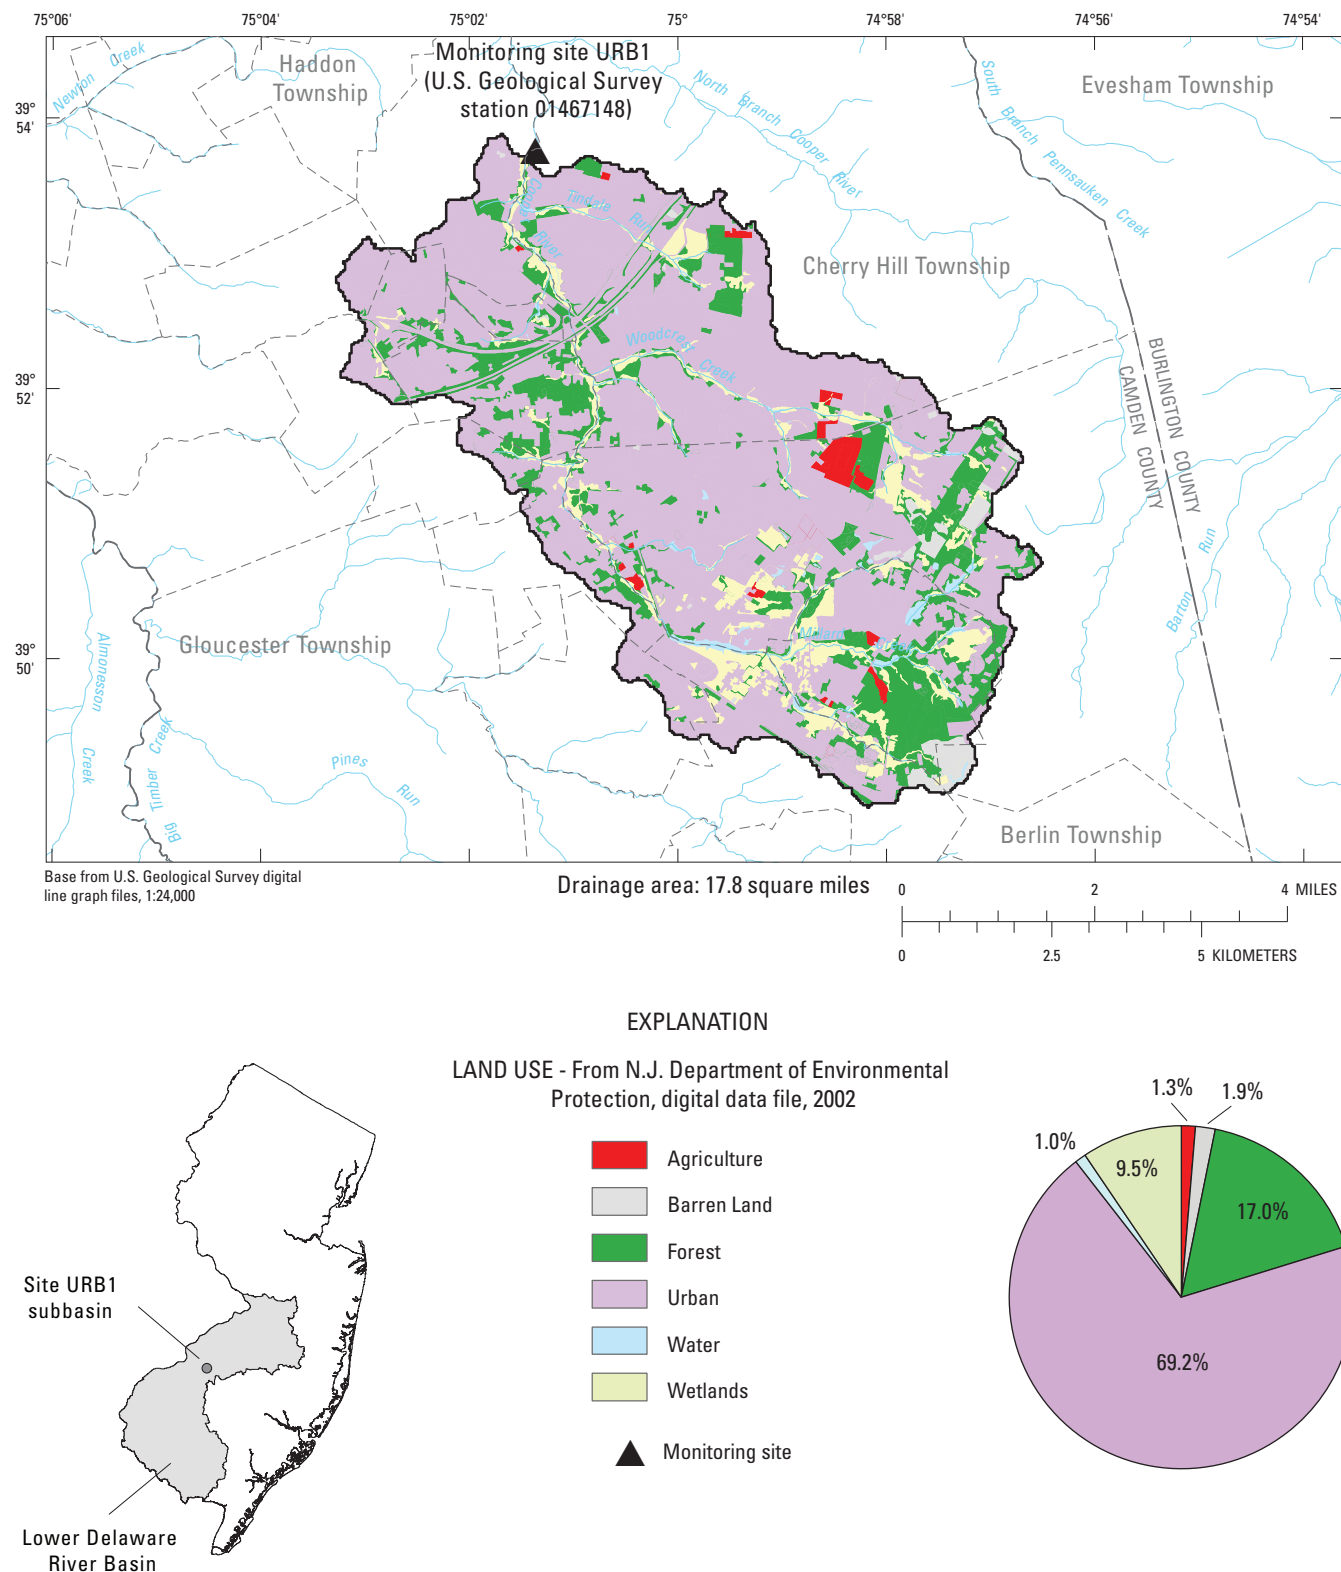 75°06'
75°04'
75°02'
75°
74°58'
74°56'
74°54'
39°
54'
39°
52'
39°
50'
Monitoring site URB1
(U.S. Geological Survey
station 01467148)
Haddon
Township
Evesham Township
Cherry Hill Township
Gloucester Township
Berlin Township
BURLINGTON COUNTY
CAMDEN COUNTY
Newton Creek
North Branch Cooper River
South Branch Pennsauken Creek
Cooper River
Tindale Run
Woodcrest Creek
Millard Creek
Barton Run
Almonesson Creek
Big Timber Creek
Pines Run
Base from U.S. Geological Survey digital
line graph files, 1:24,000
Drainage area: 17.8 square miles
0
2
4 MILES
0
2.5
5 KILOMETERS
EXPLANATION
LAND USE - From N.J. Department of Environmental
Protection, digital data file, 2002
Agriculture
Barren Land
Forest
Urban
Water
Wetlands
Monitoring site
1.3%
1.9%
1.0%
9.5%
17.0%
69.2%
Site URB1
subbasin
Lower Delaware
River Basin